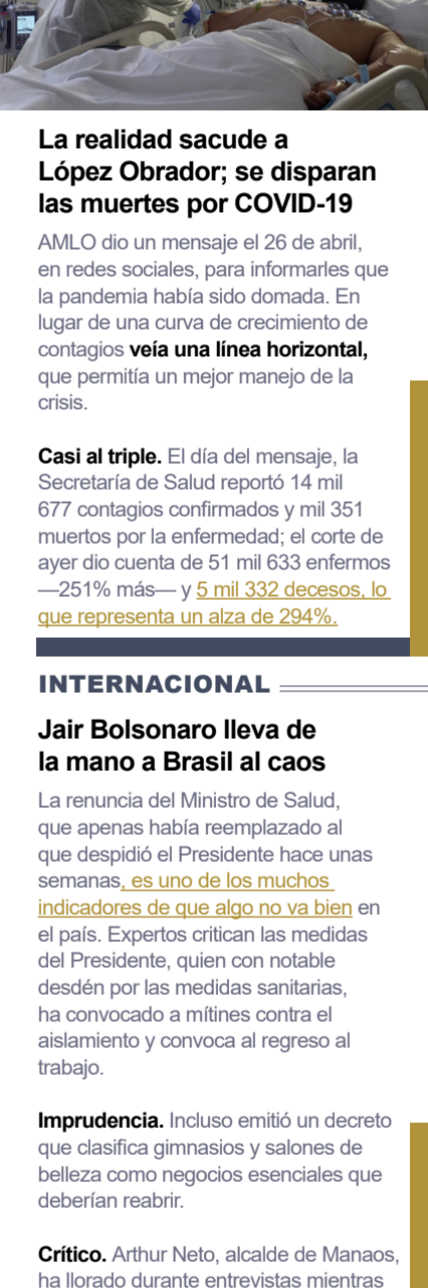 La realidad sacude a
López Obrador; se disparan
las muertes por COVID-19
AMLO dio un mensaje el 26 de abril,
en redes sociales, para informarles que
la pandemia había sido domada. En
lugar de una curva de crecimiento de
contagios veía una línea horizontal,
que permitía un mejor manejo de la
crisis.
Casi al triple. El día del mensaje, la
Secretaría de Salud reportó 14 mil
677 contagios confirmados y mil 351
muertos por la enfermedad; el corte de
ayer dio cuenta de 51 mil 633 enfermos
—251% más— y 5 mil 332 decesos, lo
que representa un alza de 294%.
INTERNACIONAL
Jair Bolsonaro lleva de
la mano a Brasil al caos
La renuncia del Ministro de Salud,
que apenas había reemplazado al
que despidió el Presidente hace unas
semanas, es uno de los muchos
indicadores de que algo no va bien en
el país. Expertos critican las medidas
del Presidente, quien con notable
desdén por las medidas sanitarias,
ha convocado a mítines contra el
aislamiento y convoca al regreso al
trabajo.
Imprudencia. Incluso emitió un decreto
que clasifica gimnasios y salones de
belleza como negocios esenciales que
deberían reabrir.
Crítico. Arthur Neto, alcalde de Manaos,
ha llorado durante entrevistas mientras